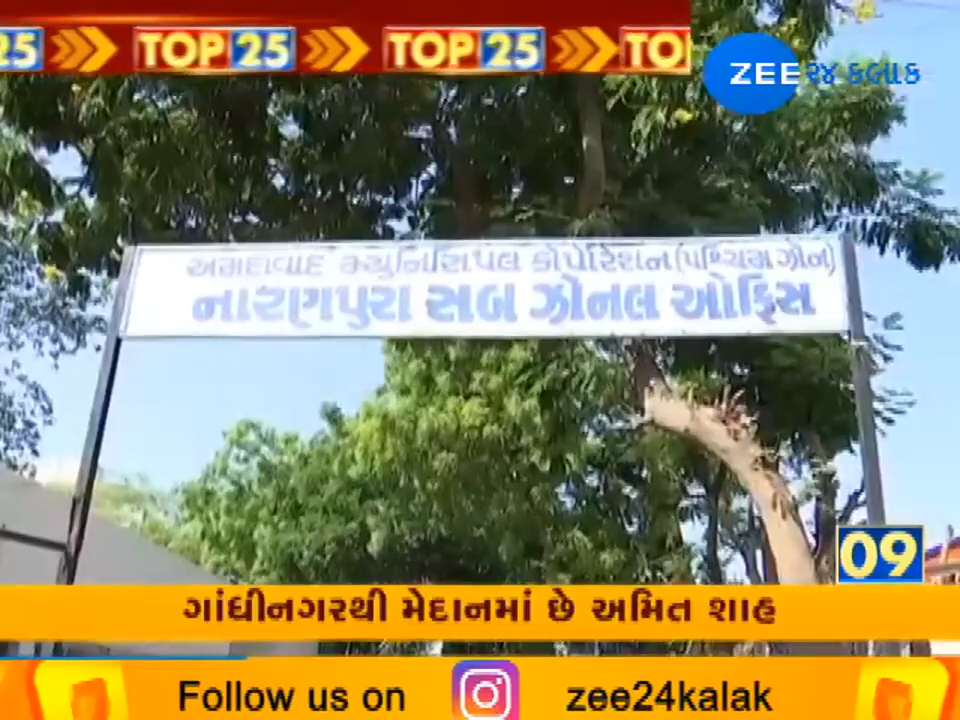 25 TOP 25 TOP 25 TO
ZEE ૨૪ કલાક
અમદાવાદ મ્યુનિસિપલ કોર્પોરેશન (પશ્ચિમ ઝોન)
નારણપુરા સબ ઝોનલ ઓફિસ
09
ગાંધીનગરથી મેદાનમાં છે અમિત શાહ
Follow us on zee24kalak